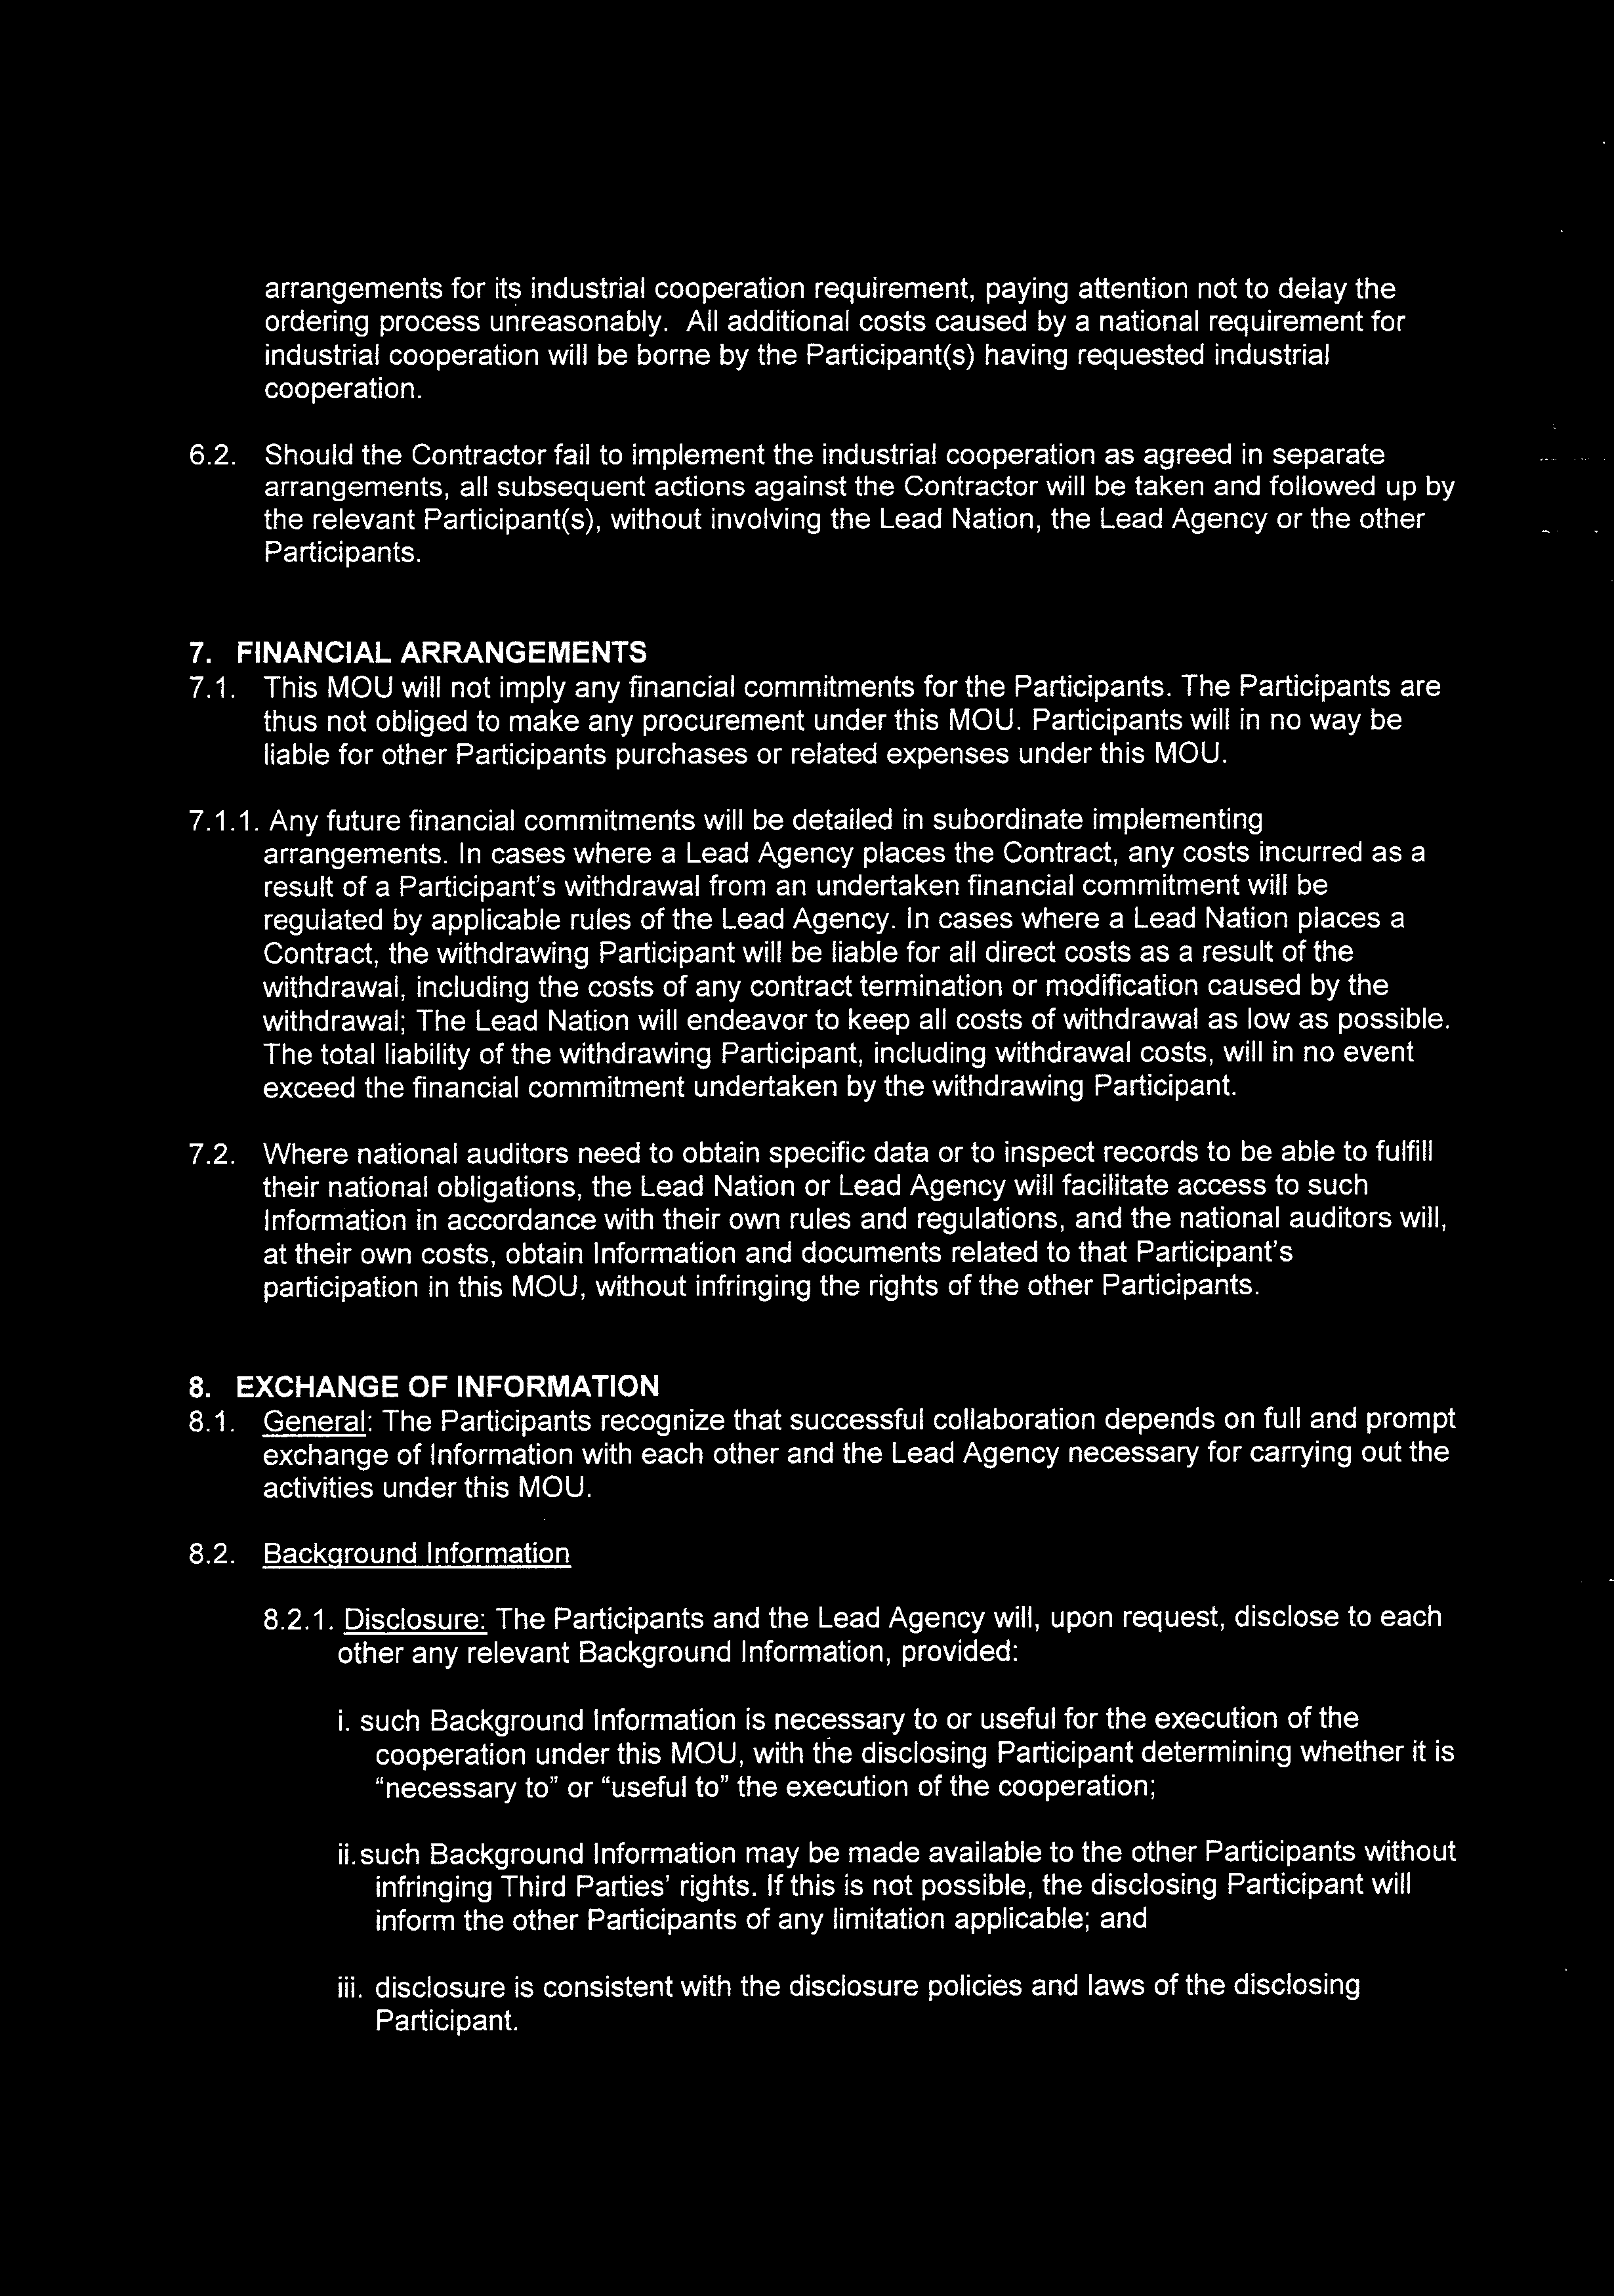 arrangements for its industrial cooperation requirement, paying attention not to delay the
ordering process unreasonably. All additional costs caused by a national requirement for
industrial cooperation will be borne by the Participant(s) having requested industrial
cooperation.
6.2. Should the Contractor fail to implement the industrial cooperation as agreed in separate
arrangements, all subsequent actions against the Contractor will be taken and followed up by
the relevant Participant(s), without involving the Lead Nation, the Lead Agency or the other
Participants.
7. FINANCIAL ARRANGEMENTS
7.1. This MOU will not imply any financial commitments for the Participants. The Participants are
thus not obliged to make any procurement under this MOU. Participants will in no way be
liable for other Participants purchases or related expenses under this MOU.
7.1.1. Any future financial commitments will be detailed in subordinate implementing
arrangements. In cases where a Lead Agency places the Contract, any costs incurred as a
result of a Participant’s withdrawal from an undertaken financial commitment will be
regulated by applicable rules of the Lead Agency. In cases where a Lead Nation places a
Contract, the withdrawing Participant will be liable for all direct costs as a result of the
withdrawal, including the costs of any contract termination or modification caused by the
withdrawal; The Lead Nation will endeavor to keep all costs of withdrawal as low as possible.
The total liability of the withdrawing Participant, including withdrawal costs, will in no event
exceed the financial commitment undertaken by the withdrawing Participant.
7.2. Where national auditors need to obtain specific data or to inspect records to be able to fulfill
their national obligations, the Lead Nation or Lead Agency will facilitate access to such
Information in accordance with their own rules and regulations, and the national auditors will,
at their own costs, obtain Information and documents related to that Participant’s
participation in this MOU, without infringing the rights of the other Participants.
8. EXCHANGE OF INFORMATION
8.1. General: The Participants recognize that successful collaboration depends on full and prompt
exchange of Information with each other and the Lead Agency necessary for carrying out the
activities under this MOU.
8.2. Background Information
8.2.1. Disclosure: The Participants and the Lead Agency will, upon request, disclose to each
other any relevant Background Information, provided:
i. such Background Information is necessary to or useful for the execution of the
cooperation under this MOU, with the disclosing Participant determining whether it is
“necessary to” or “useful to” the execution of the cooperation;
ii. such Background Information may be made available to the other Participants without
infringing Third Parties’ rights. If this is not possible, the disclosing Participant will
inform the other Participants of any limitation applicable; and
iii. disclosure is consistent with the disclosure policies and laws of the disclosing
Participant.